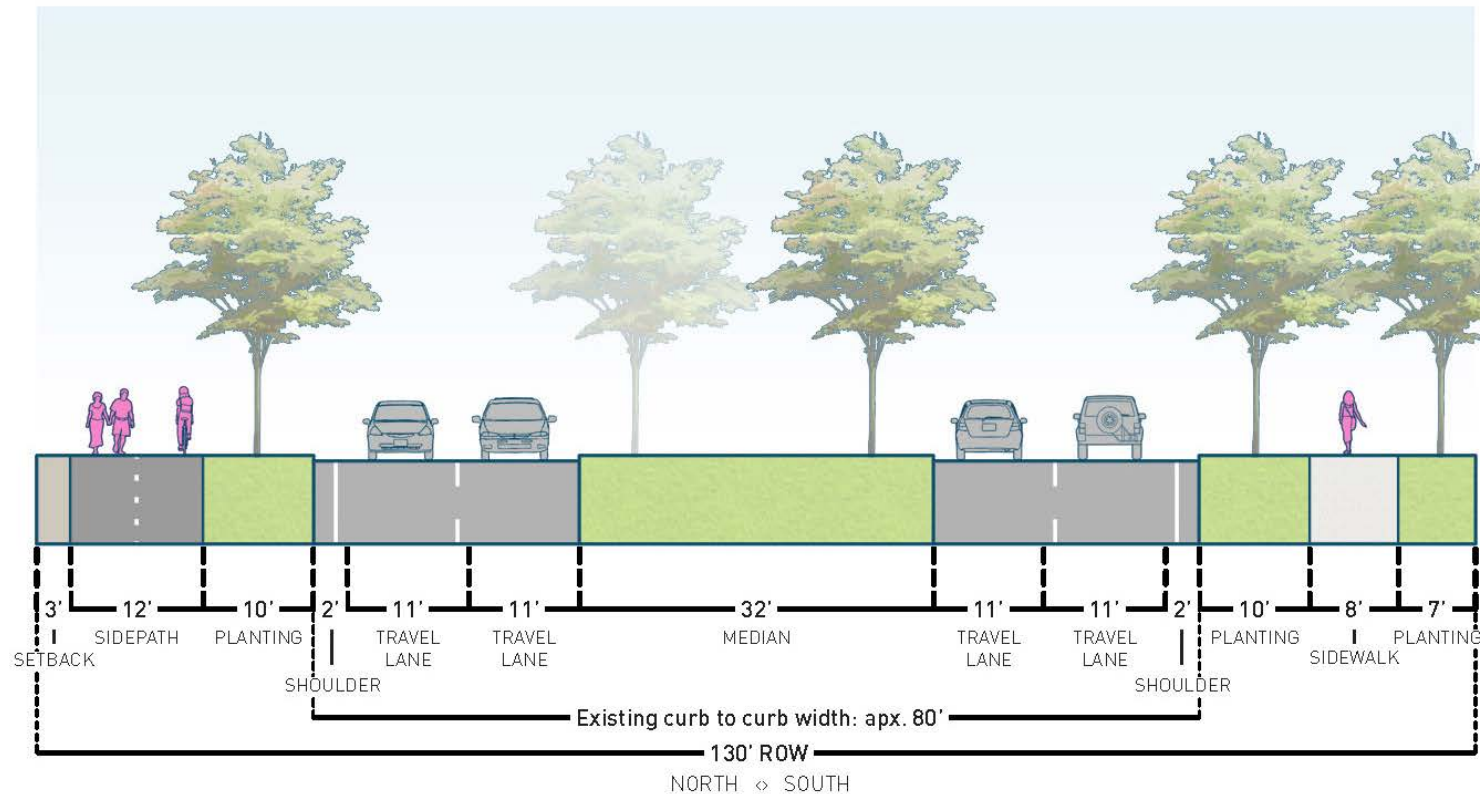 3' 12' 10' 2' 11' 11' 32' 11' 11' 2' 10' 8' 7'
SETBACK
SIDEPATH
PLANTING
SHOULDER
TRAVEL
LANE
TRAVEL
LANE
MEDIAN
TRAVEL
LANE
TRAVEL
LANE
SHOULDER
PLANTING
SIDEWALK
PLANTING
Existing curb to curb width: apx. 80'
130' ROW
NORTH <> SOUTH